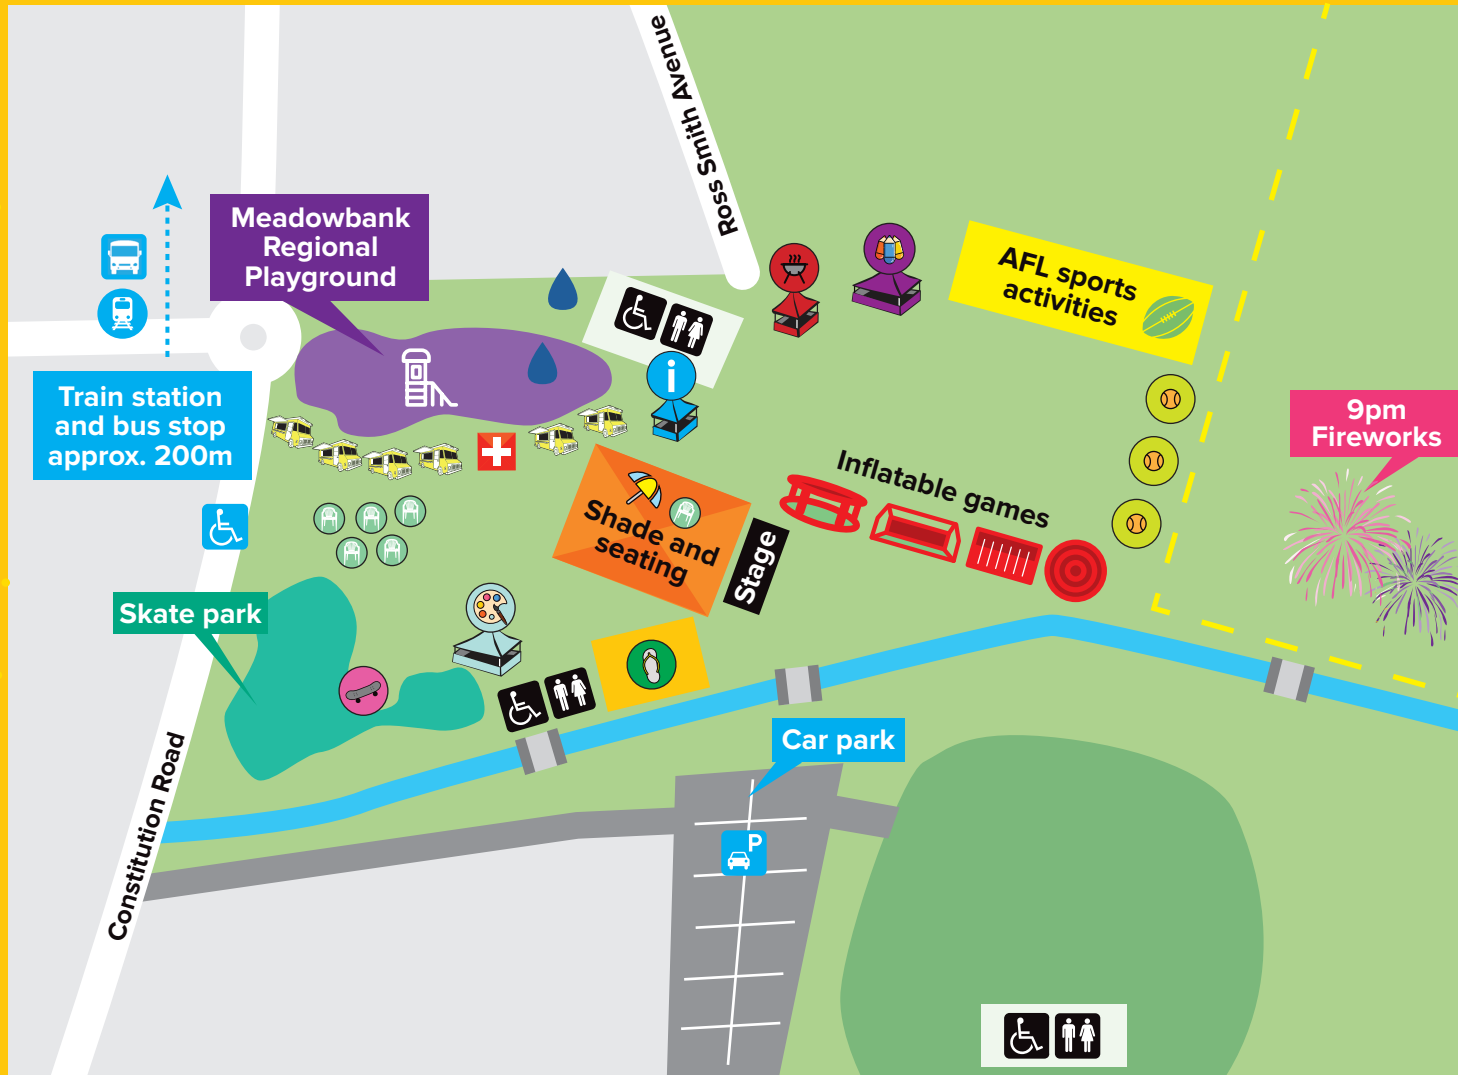 Ross Smith Avenue
Meadowbank
Regional
Playground
AFL sports
activities
Train station
and bus stop
approx. 200m
i
9pm
Fireworks
Inflatable games
Shade and
seating
Stage
Skate park
Car park
P
Constitution Road